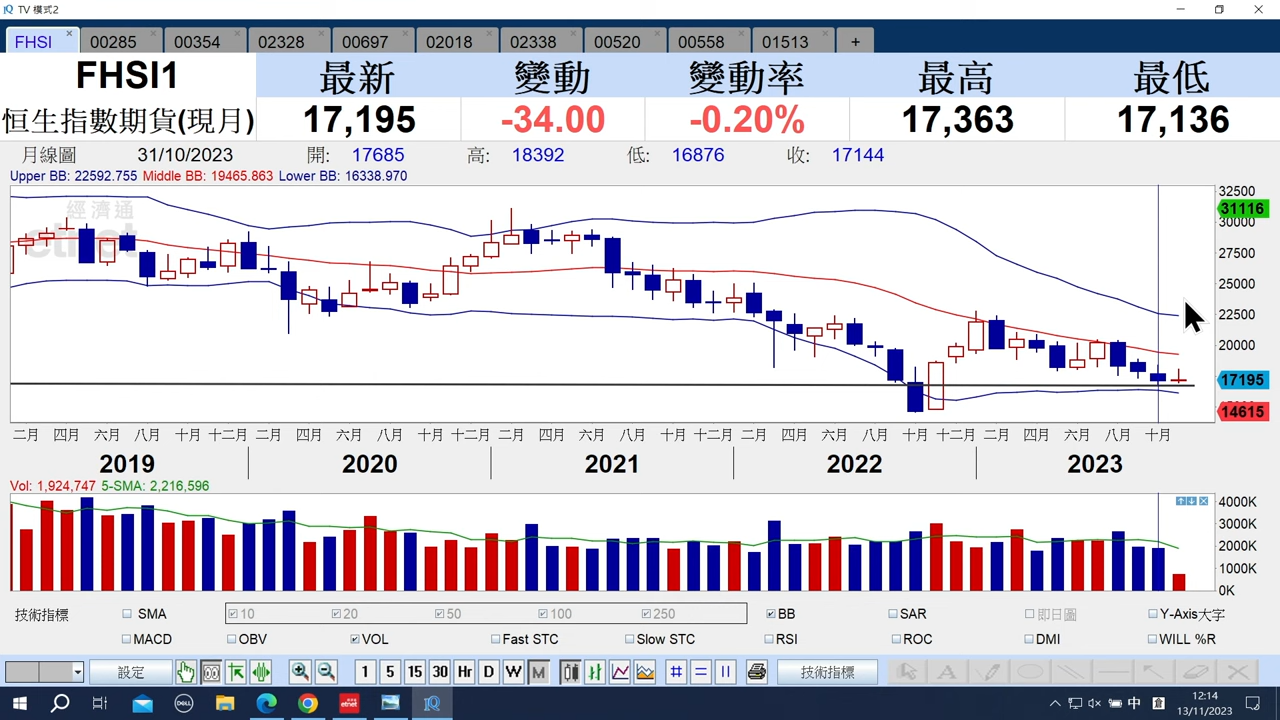 TV 模式2
FHSI 00285 00354 02328 00697 02018 02338 00520 00558 01513 +
FHSI1 最新 變動 變動率 最高 最低
恒生指數期貨(現月) 17,195 -34.00 -0.20% 17,363 17,136
月線圖 31/10/2023 開: 17685 高: 18392 低: 16876 收: 17144
Upper BB: 22592.755 Middle BB: 19465.863 Lower BB: 16338.970
經濟通
etnet
32500
31116
30000
27500
25000
22500
20000
17195
14615
二月 四月 六月 八月 十月 十二月 二月 四月 六月 八月 十月 十二月 二月 四月 六月 八月 十月 十二月 二月 四月 六月 八月 十月 十二月 二月 四月 六月 八月 十月
2019 2020 2021 2022 2023
Vol: 1,924,747 5-SMA: 2,216,596
4000K
3000K
2000K
1000K
0K
技術指標 SMA 10 20 50 100 250 BB SAR 即日圖 Y-Axis大字
MACD OBV VOL Fast STC Slow STC RSI ROC DMI WILL %R
設定 1 5 15 30 Hr D W M 技術指標
DELL etnet IQ 中
12:14
13/11/2023